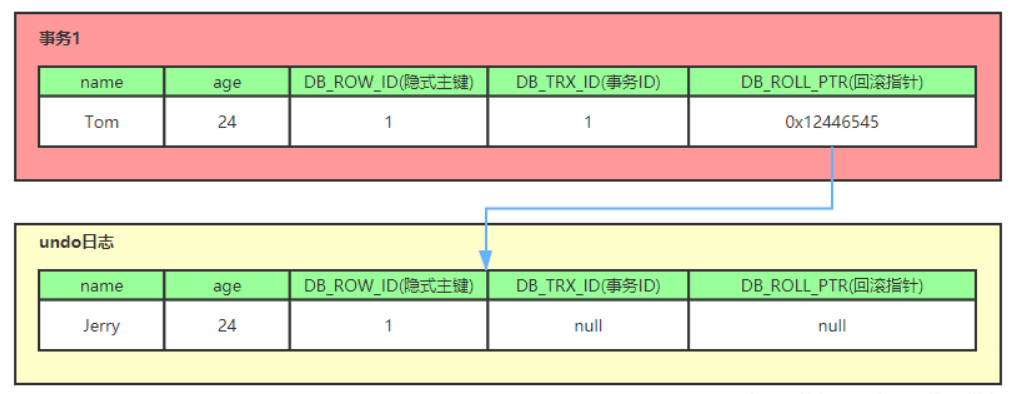 事务1
name age DB_ROW_ID(隐式主键) DB_TRX_ID(事务ID) DB_ROLL_PTR(回滚指针)
Tom 24 1 1 0x12446545
undo日志
name age DB_ROW_ID(隐式主键) DB_TRX_ID(事务ID) DB_ROLL_PTR(回滚指针)
Jerry 24 1 null null